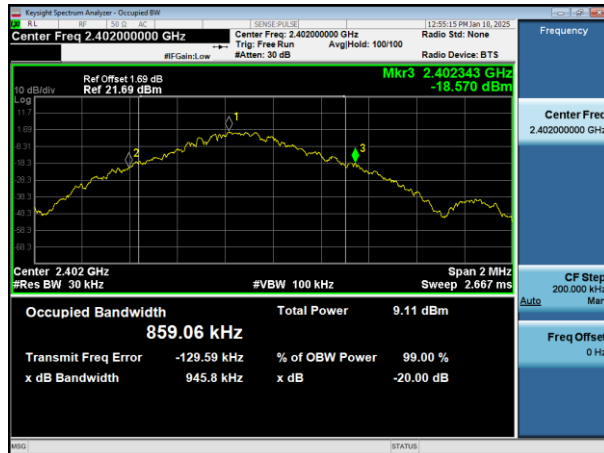 Keysight Spectrum Analyzer - Occupied BW
RL RF 50 Ω AC SENSE:PULSE 12:55:15 PM Jan 10, 2025
Center Freq 2.402000000 GHz
Center Freq: 2.402000000 GHz
Radio Std: None
Trig: Free Run Avg|Hold: 100/100
#IFGain:Low #Atten: 30 dB Radio Device: BTS
Ref Offset 1.69 dB
10 dB/div Ref 21.69 dBm
Mkr3 2.402343 GHz
-18.570 dBm
Log
11.7
1.69
-8.31
-18.3
-28.3
-38.3
-48.3
-58.3
-68.3
1
2
3
Center 2.402 GHz Span 2 MHz
#Res BW 30 kHz #VBW 100 kHz Sweep 2.667 ms
Occupied Bandwidth Total Power 9.11 dBm
859.06 kHz
Transmit Freq Error -129.59 kHz % of OBW Power 99.00 %
x dB Bandwidth 945.8 kHz x dB -20.00 dB
MSG STATUS
Frequency
Center Freq
2.402000000 GHz
CF Step
200.000 kHz
Auto Man
Freq Offset
0 Hz